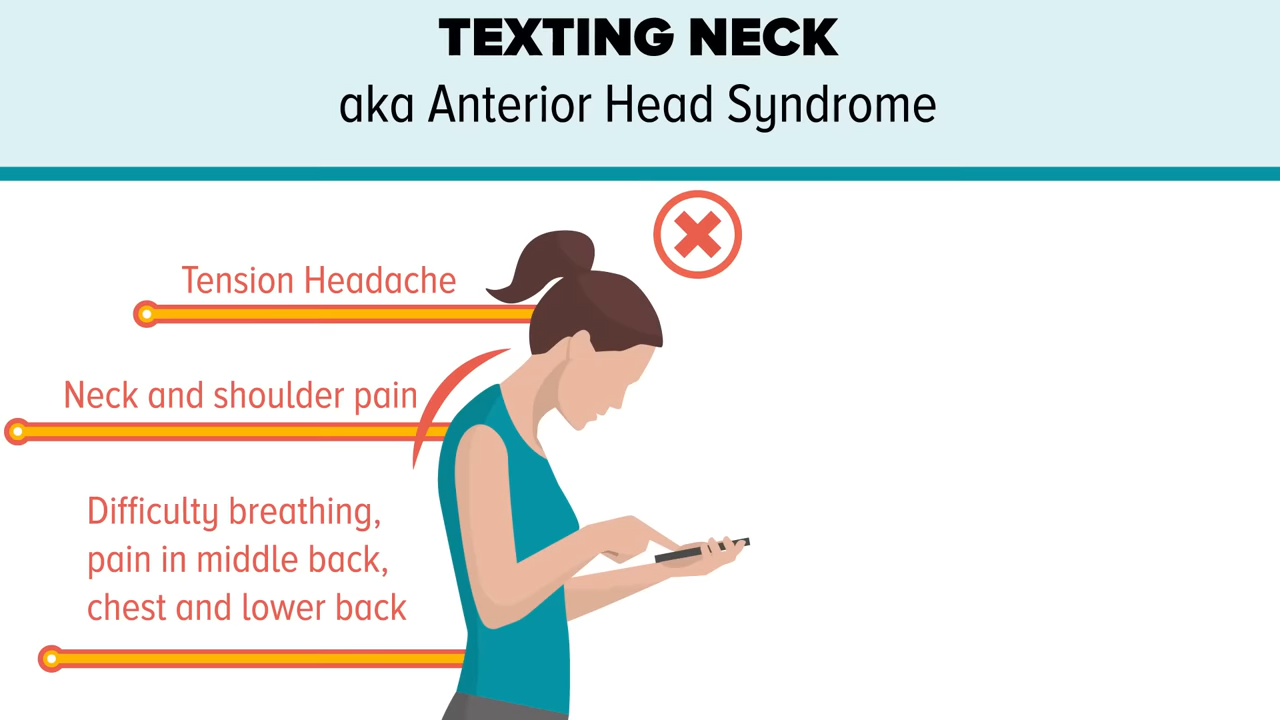 TEXTING NECK
aka Anterior Head Syndrome
Tension Headache
Neck and shoulder pain
Difficulty breathing,
pain in middle back,
chest and lower back